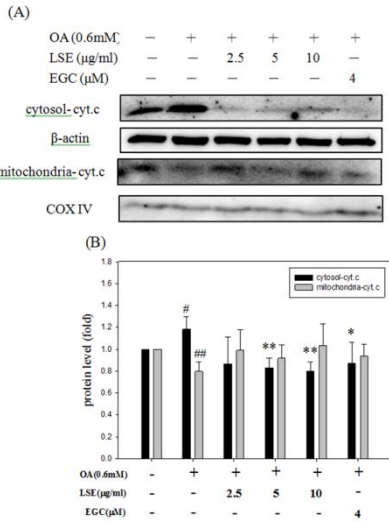 (A)
OA (0.6mM) − + + + + +
LSE (μg/ml) − − 2.5 5 10 −
EGC (μM) − − − − − 4
cytosol-cyt.c
β-actin
mitochondria-cyt.c
COX IV
(B)
1.8
1.6
1.4
1.2
1.0
0.8
0.6
0.4
0.2
0.0
protein level (fold)
cytosol-cyt.c
mitochondria-cyt.c
# ## ** ** *
OA(0.6mM) - + + + + +
LSE(μg/ml) - - 2.5 5 10 -
EGC(μM) - - - - - 4